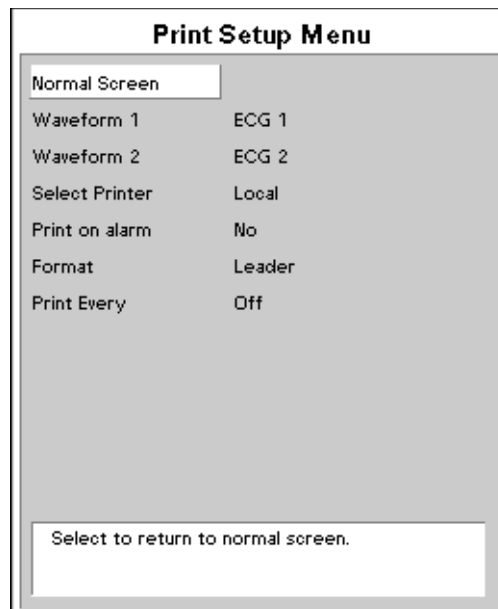 Print Setup Menu
Normal Screen
Waveform 1 ECG 1
Waveform 2 ECG 2
Select Printer Local
Print on alarm No
Format Leader
Print Every Off
Select to return to normal screen.